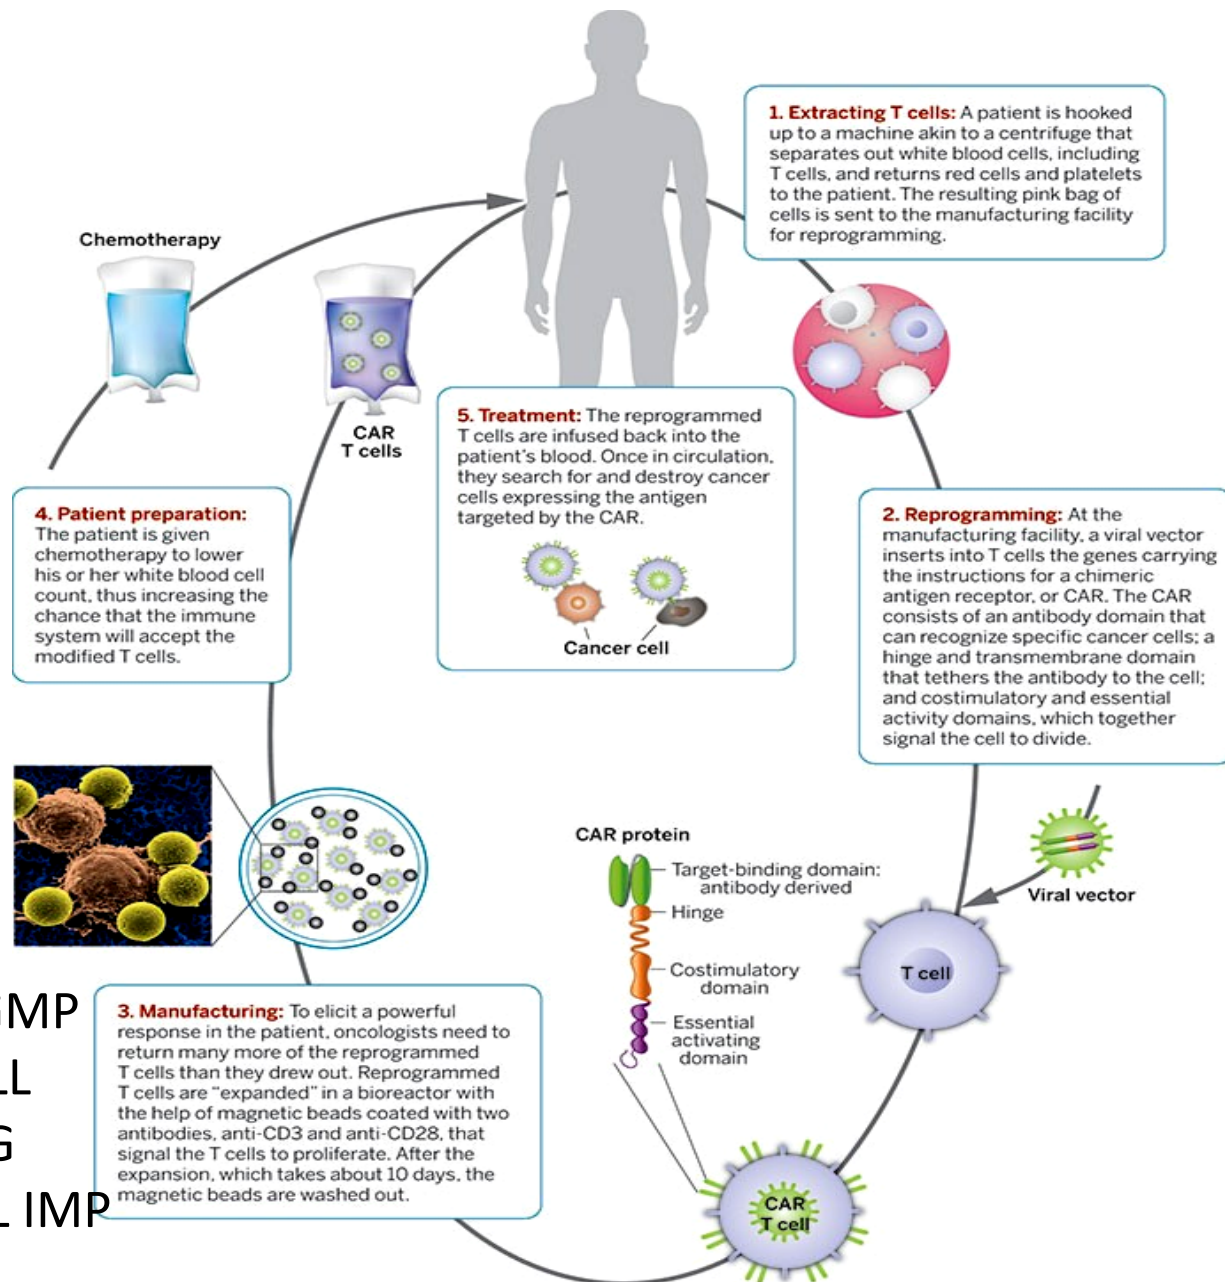 1. Extracting T cells: A patient is hooked
up to a machine akin to a centrifuge that
separates out white blood cells, including
T cells, and returns red cells and platelets
to the patient. The resulting pink bag of
cells is sent to the manufacturing facility
for reprogramming.
Chemotherapy
CAR
T cells
5. Treatment: The reprogrammed
T cells are infused back into the
patient's blood. Once in circulation,
they search for and destroy cancer
cells expressing the antigen
targeted by the CAR.
Cancer cell
4. Patient preparation:
The patient is given
chemotherapy to lower
his or her white blood cell
count, thus increasing the
chance that the immune
system will accept the
modified T cells.
2. Reprogramming: At the
manufacturing facility, a viral vector
inserts into T cells the genes carrying
the instructions for a chimeric
antigen receptor, or CAR. The CAR
consists of an antibody domain that
can recognize specific cancer cells; a
hinge and transmembrane domain
that tethers the antibody to the cell;
and costimulatory and essential
activity domains, which together
signal the cell to divide.
CAR protein
Target-binding domain:
antibody derived
Hinge
Costimulatory
domain
Essential
activating
domain
Viral vector
T cell
CAR
T cell
3. Manufacturing: To elicit a powerful
response in the patient, oncologists need to
return many more of the reprogrammed
T cells than they drew out. Reprogrammed
T cells are "expanded" in a bioreactor with
the help of magnetic beads coated with two
antibodies, anti-CD3 and anti-CD28, that
signal the T cells to proliferate. After the
expansion, which takes about 10 days, the
magnetic beads are washed out.
GMP
LL
G
L IMP